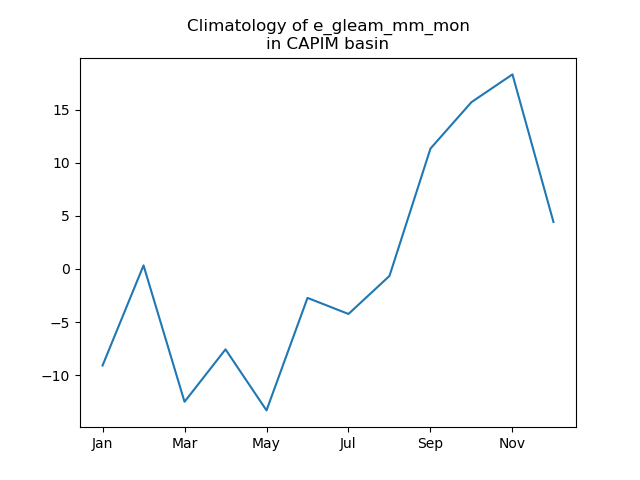 Climatology of e_gleam_mm_mon
in CAPIM basin
15
10
5
0
−5
−10
Jan
Mar
May
Jul
Sep
Nov